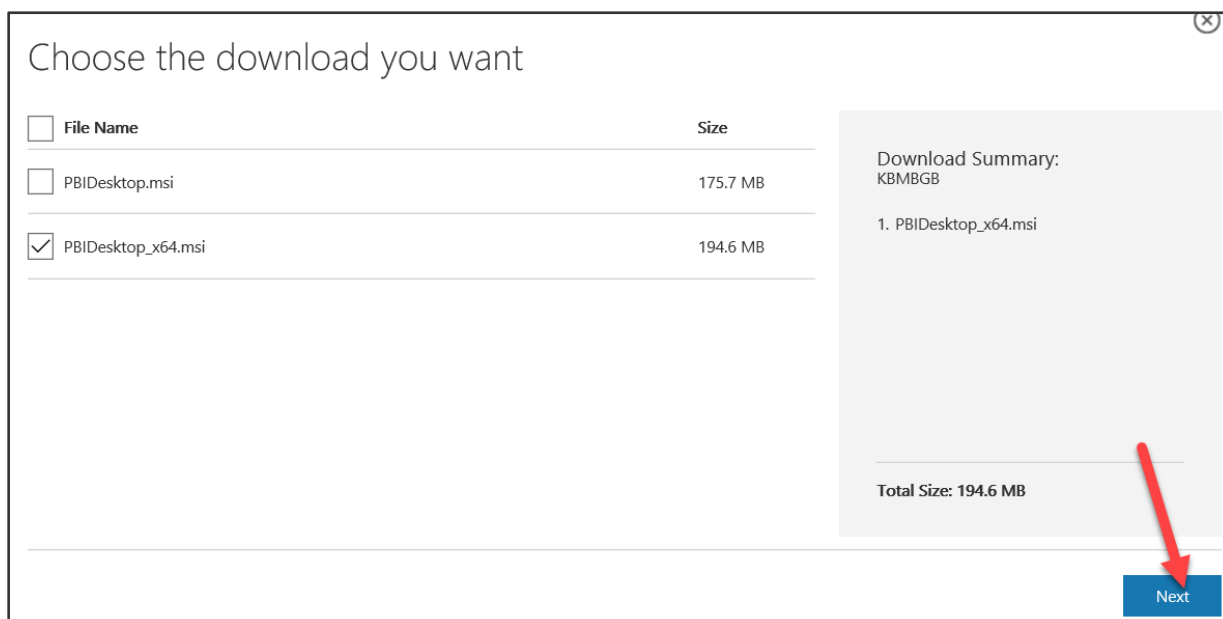 Choose the download you want
File Name Size
PBIDesktop.msi 175.7 MB
PBIDesktop_x64.msi 194.6 MB
Download Summary:
KBMBGB
1. PBIDesktop_x64.msi
Total Size: 194.6 MB
Next